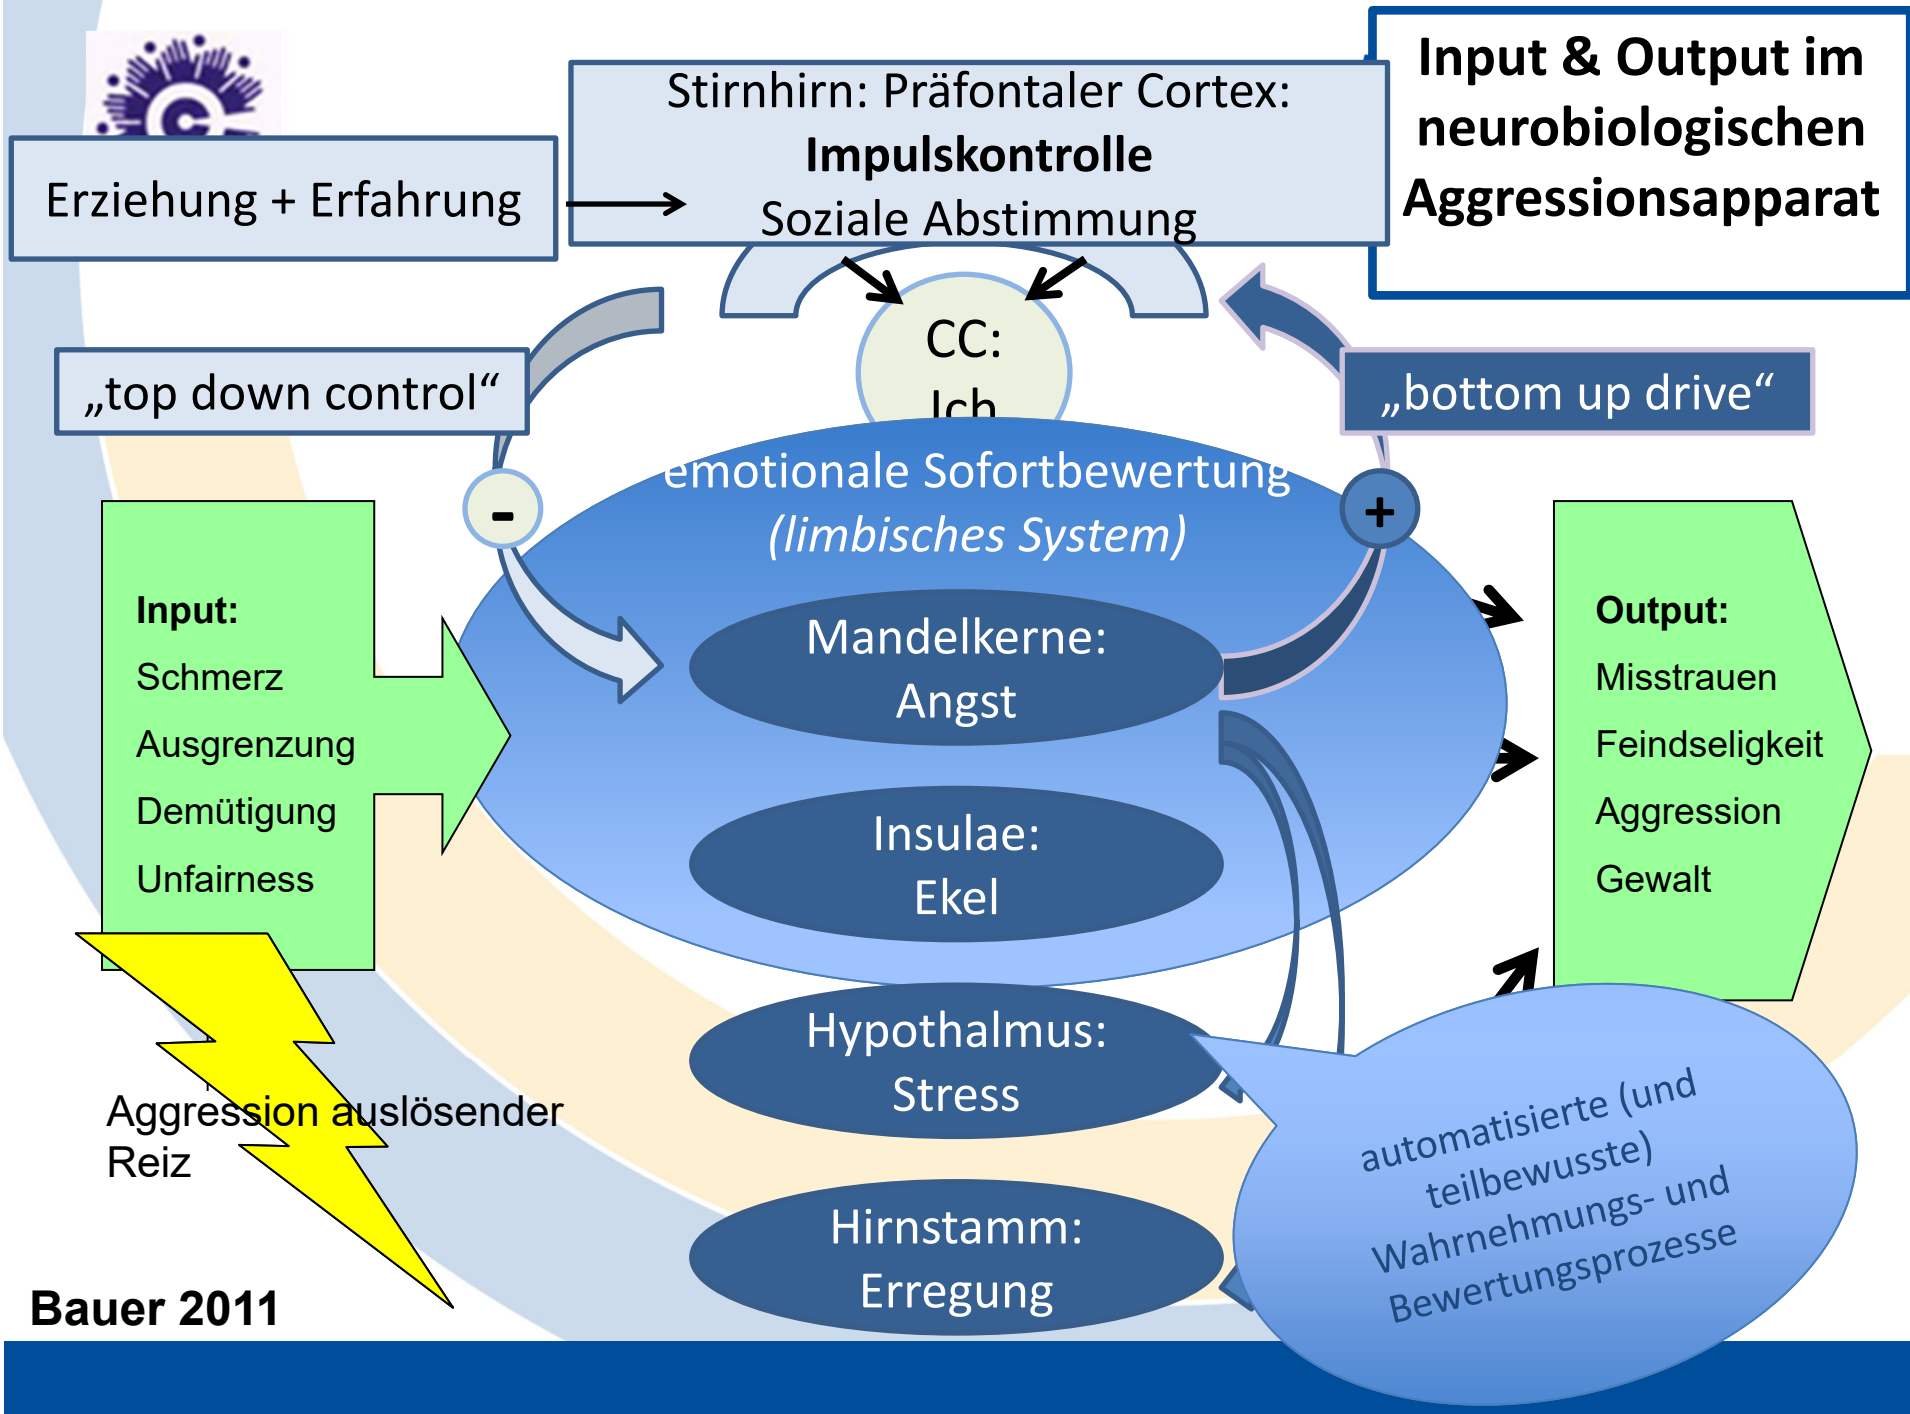 Input & Output im
neurobiologischen
Aggressionsapparat
Stirnhirn: Präfontaler Cortex:
Impulskontrolle
Soziale Abstimmung
Erziehung + Erfahrung
CC:
Ich
„top down control“
„bottom up drive“
emotionale Sofortbewertung
(limbisches System)
-
+
Mandelkerne:
Angst
Insulae:
Ekel
Hypothalmus:
Stress
Hirnstamm:
Erregung
Input:
Schmerz
Ausgrenzung
Demütigung
Unfairness
Output:
Misstrauen
Feindseligkeit
Aggression
Gewalt
Aggression auslösender
Reiz
automatisierte (und
teilbewusste)
Wahrnehmungs- und
Bewertungsprozesse
Bauer 2011